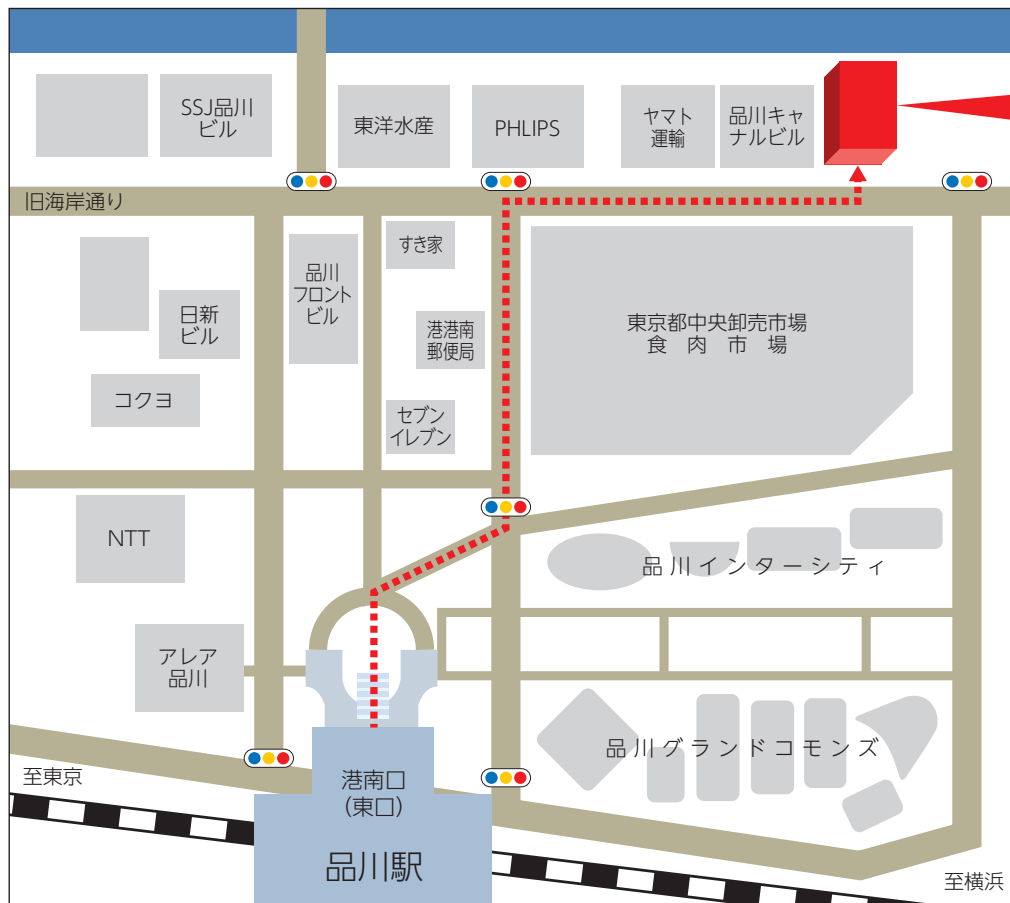 SSJ品川
ビル
東洋水産
PHLIPS
ヤマト
運輸
品川キャ
ナルビル
旧海岸通り
すき家
品川
フロント
ビル
日新
ビル
港港南
郵便局
東京都中央卸売市場
食肉市場
コクヨ
セブン
イレブン
NTT
品川インターシティ
アレア
品川
品川グランドコモンズ
至東京
港南口
(東口)
品川駅
至横浜